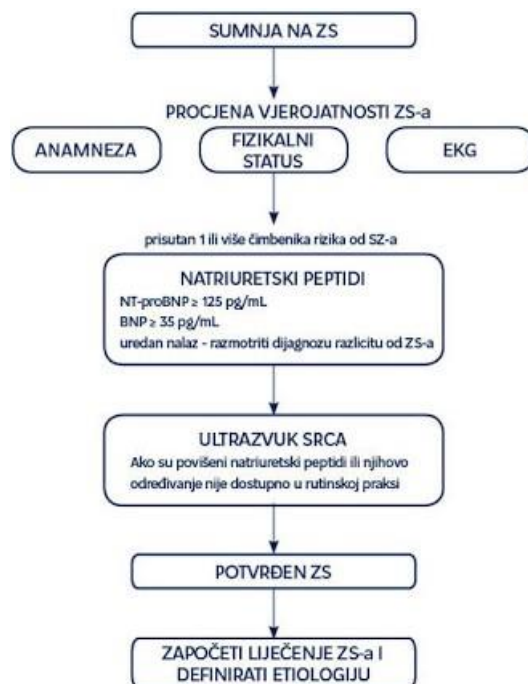 SUMNJA NA ZS
PROCJENA VJEROJATNOSTI ZS-a
ANAMNEZA
FIZIKALNI
STATUS
EKG
prisutan 1 ili više čimbenika rizika od SZ-a
NATRIURETSKI PEPTIDI
NT-proBNP ≥ 125 pg/mL
BNP ≥ 35 pg/mL
uredan nalaz - razmotriti dijagnozu razlicitu od ZS-a
ULTRAZVUK SRCA
Ako su povišeni natriuretski peptidi ili njihovo
određivanje nije dostupno u rutinskoj praksi
POTVRĐEN ZS
ZAPOČETI LIJEČENJE ZS-a I
DEFINIRATI ETIOLOGIJU